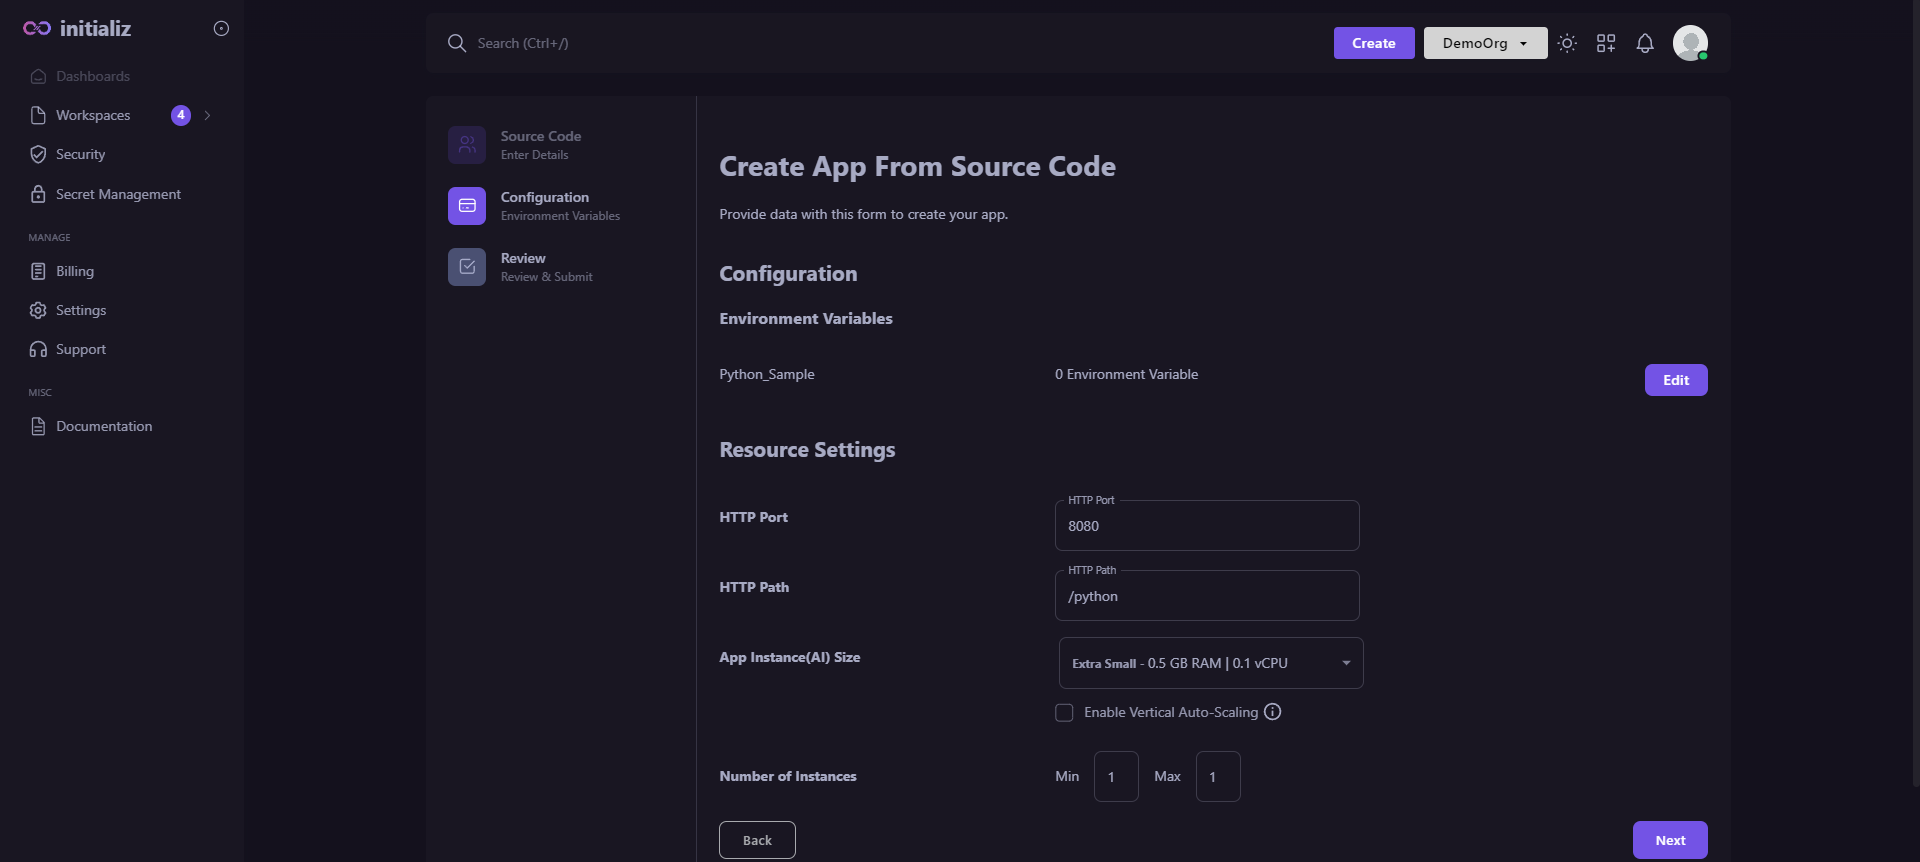 initializ
Dashboards
Workspaces 4
Security
Secret Management
MANAGE
Billing
Settings
Support
MISC
Documentation
Search (Ctrl+/)
Create
DemoOrg
Source Code
Enter Details
Configuration
Environment Variables
Review
Review & Submit
Create App From Source Code
Provide data with this form to create your app.
Configuration
Environment Variables
Python_Sample 0 Environment Variable Edit
Resource Settings
HTTP Port
HTTP Port
8080
HTTP Path
HTTP Path
/python
App Instance(AI) Size
Extra Small - 0.5 GB RAM | 0.1 vCPU
Enable Vertical Auto-Scaling
Number of Instances Min 1 Max 1
Back Next